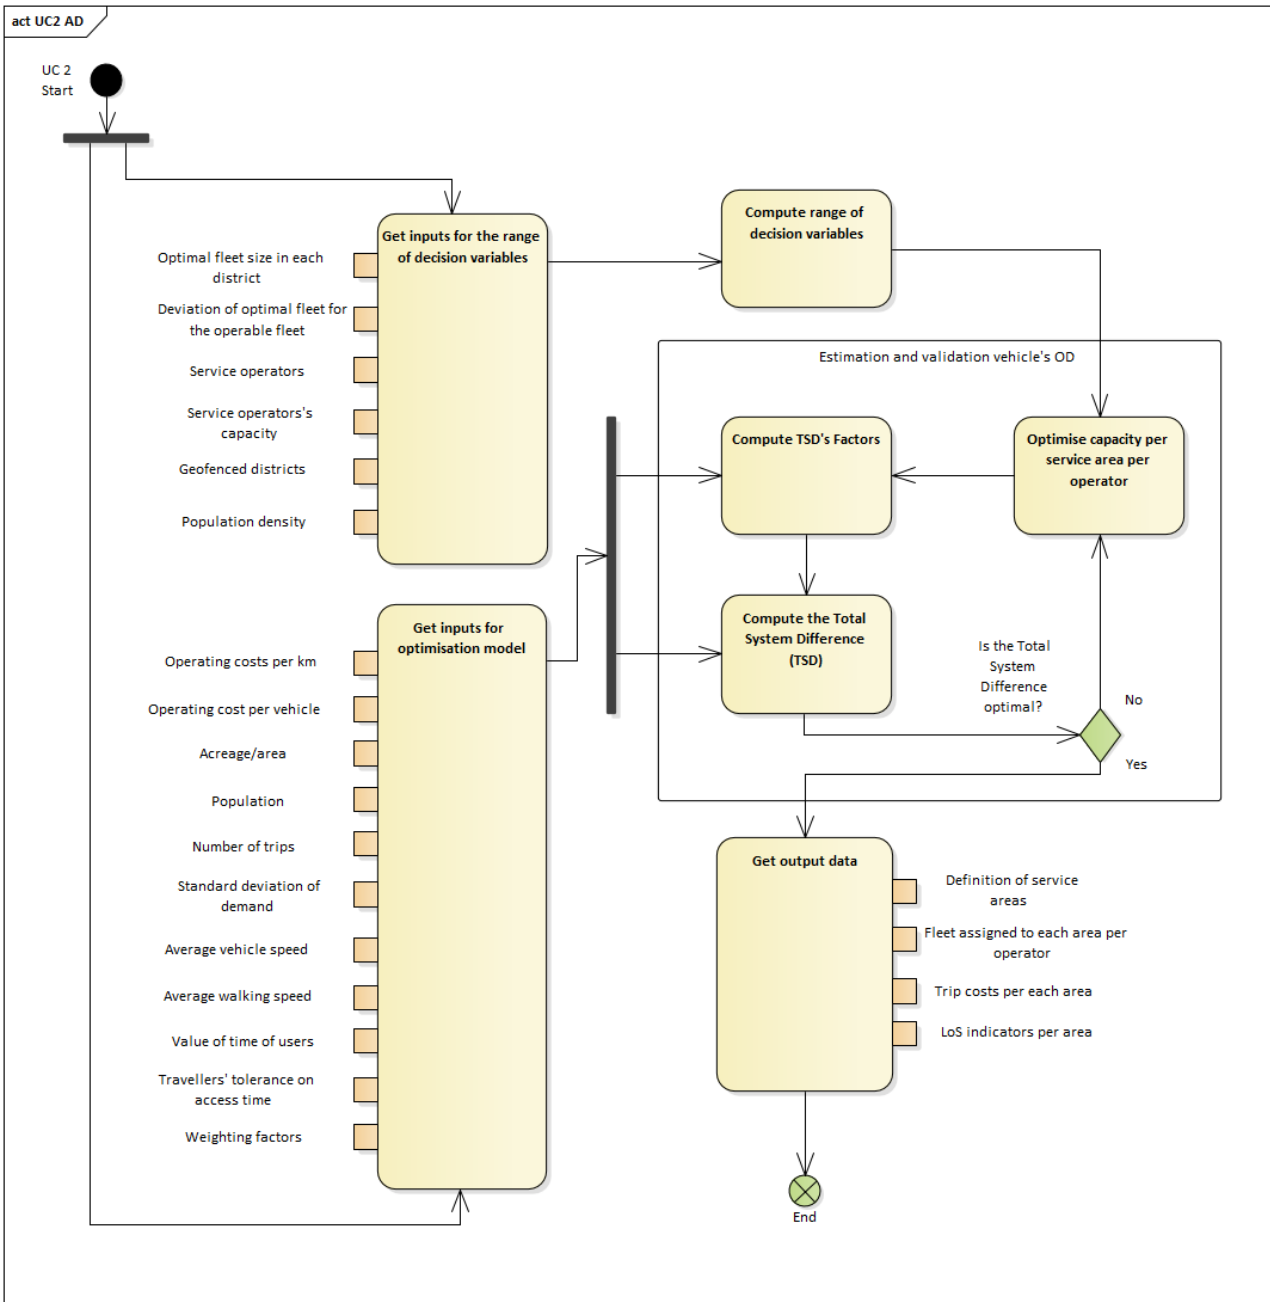 act UC2 AD
UC 2
Start
Get inputs for the range
of decision variables
Optimal fleet size in each
district
Deviation of optimal fleet for
the operable fleet
Service operators
Service operators's
capacity
Geofenced districts
Population density
Compute range of
decision variables
Estimation and validation vehicle's OD
Compute TSD's Factors
Optimise capacity per
service area per
operator
Compute the Total
System Difference
(TSD)
Is the Total
System
Difference
optimal?
No
Yes
Get inputs for
optimisation model
Operating costs per km
Operating cost per vehicle
Acreage/area
Population
Number of trips
Standard deviation of
demand
Average vehicle speed
Average walking speed
Value of time of users
Travellers' tolerance on
access time
Weighting factors
Get output data
Definition of service
areas
Fleet assigned to each area per
operator
Trip costs per each area
LoS indicators per area
End